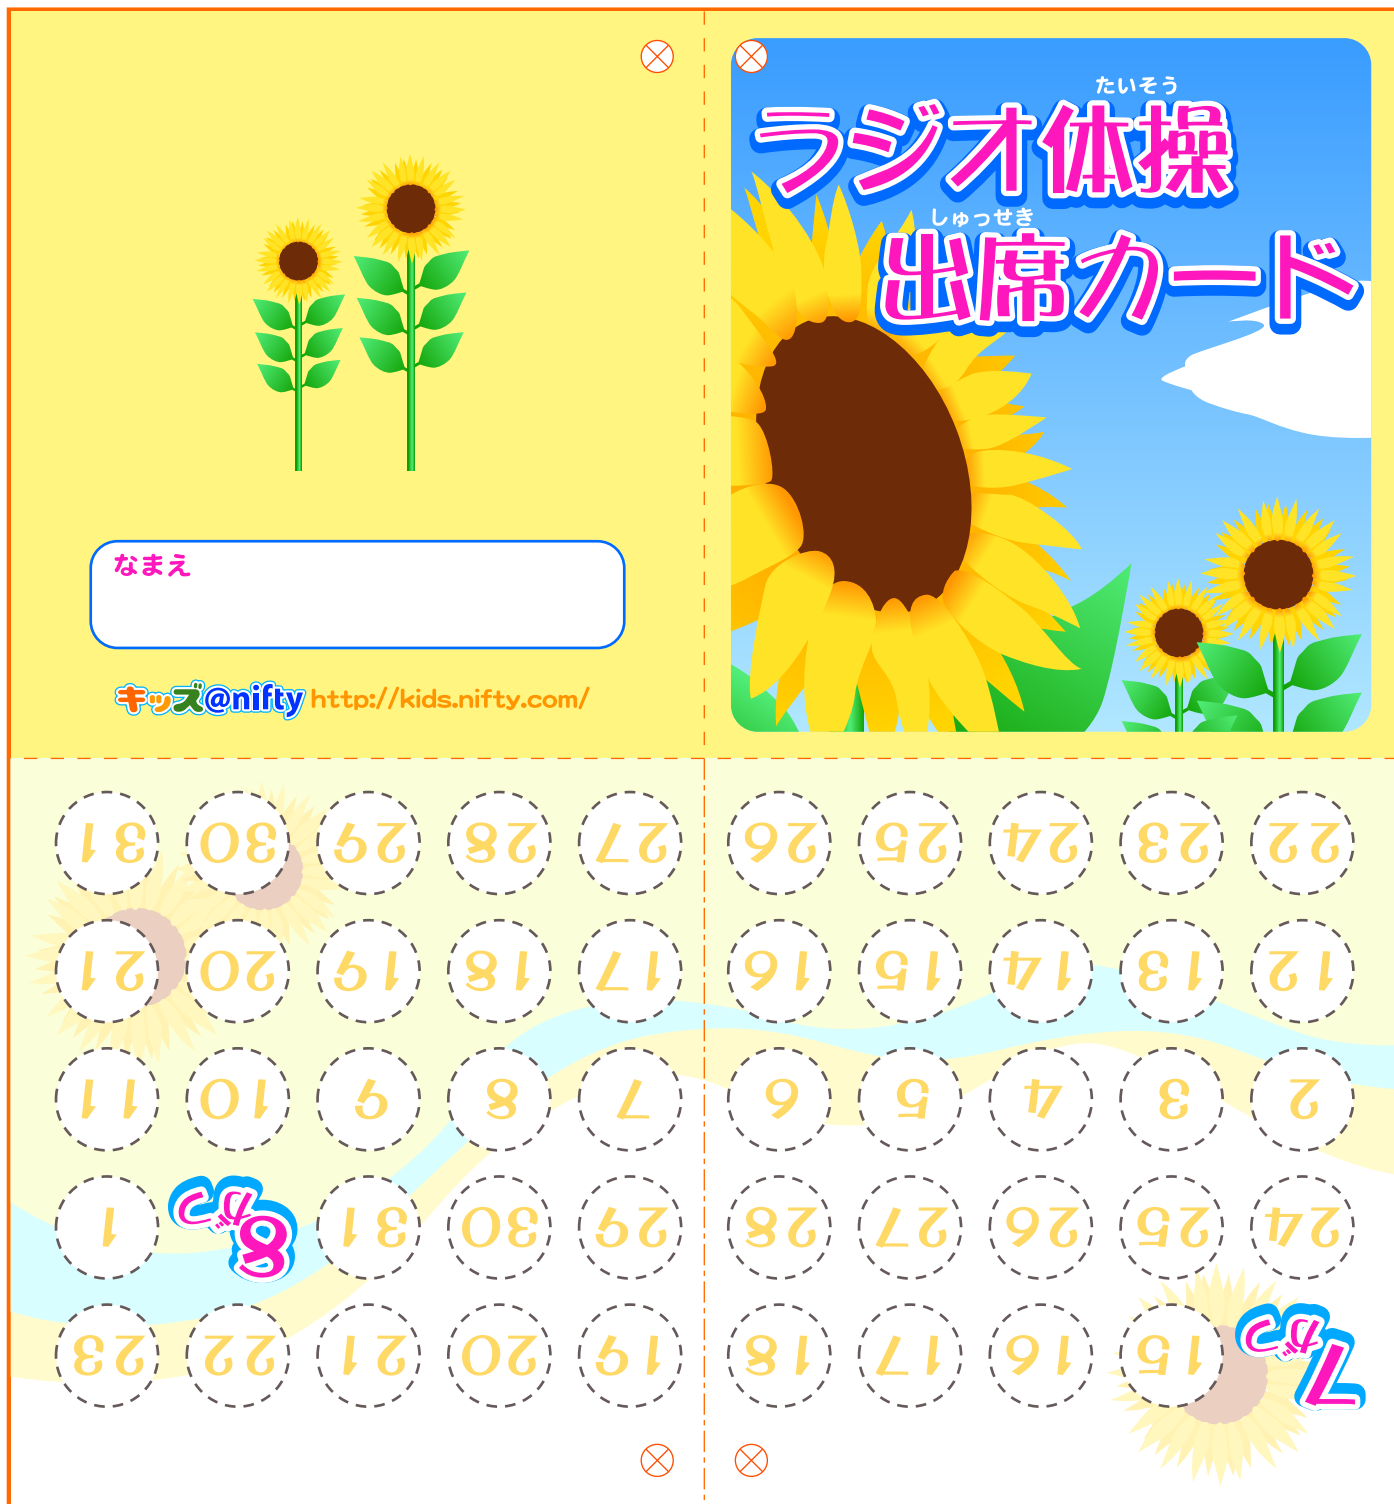 たいそう
ラジオ体操
しゅっせき
出席カード
なまえ
キッズ@nifty http://kids.nifty.com/
7がつ 15 16 17 18 19 20 21 22 23
24 25 26 27 28 29 30 31 8がつ 1
2 3 4 5 6 7 8 9 10 11
12 13 14 15 16 17 18 19 20 21
22 23 24 25 26 27 28 29 30 31